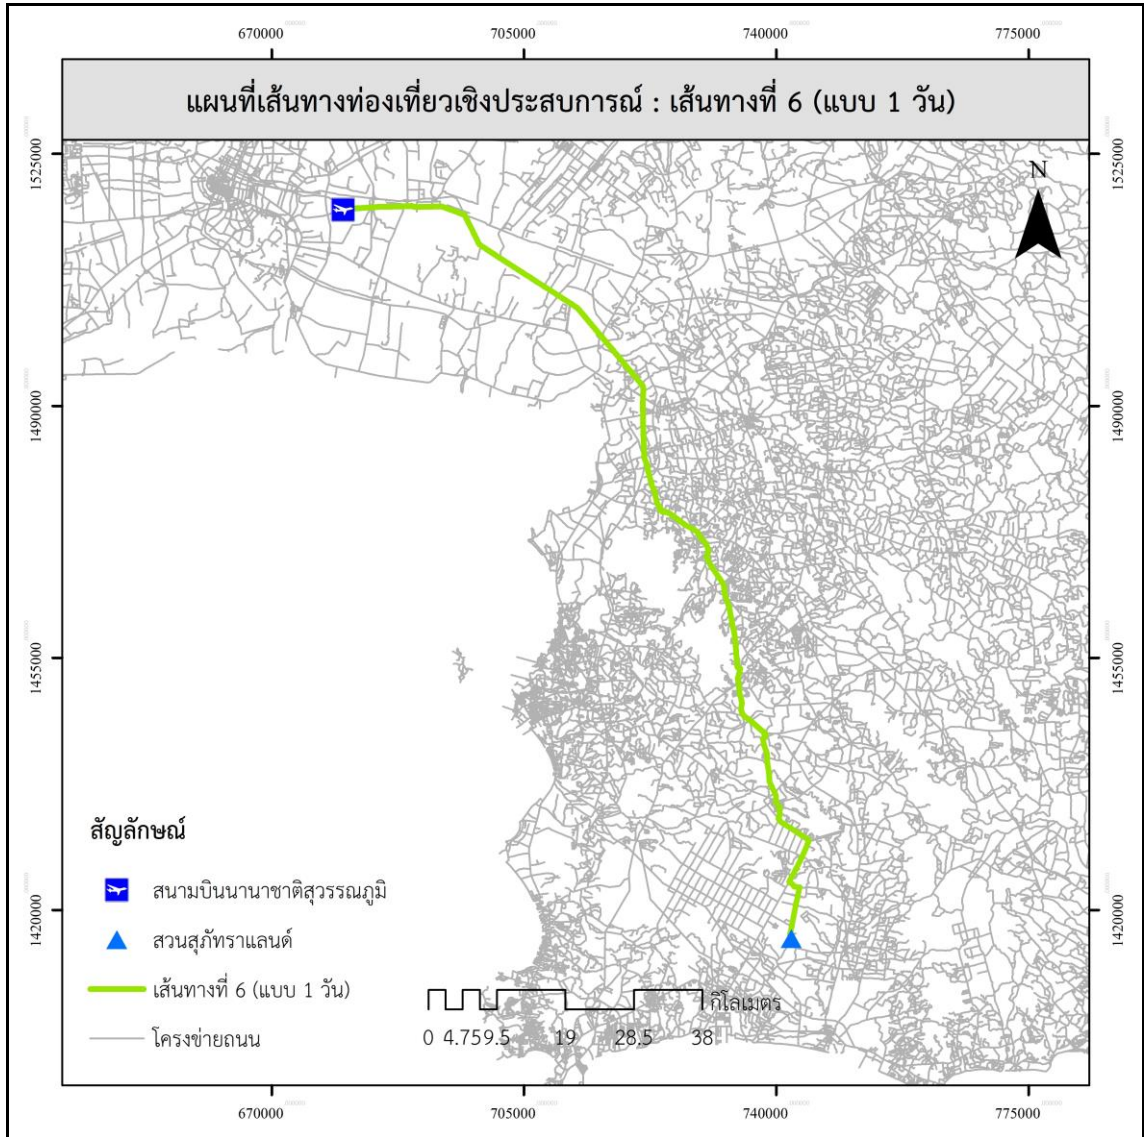 670000 705000 740000 775000
แผนที่เส้นทางท่องเที่ยวเชิงประสบการณ์ : เส้นทางที่ 6 (แบบ 1 วัน)
1525000 1525000
N
1490000 1490000
1455000 1455000
สัญลักษณ์
สนามบินนานาชาติสุวรรณภูมิ
1420000 1420000
สวนสุภัทราแลนด์
เส้นทางที่ 6 (แบบ 1 วัน)
กิโลเมตร
โครงข่ายถนน
0 4.75 9.5 19 28.5 38
670000 705000 740000 775000